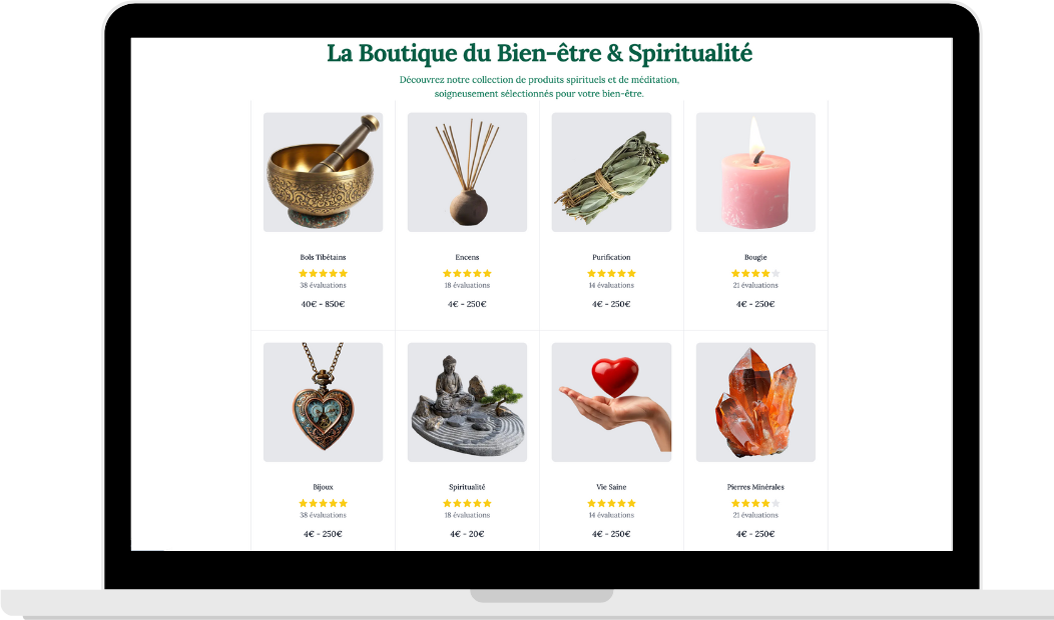 La Boutique du Bien-être & Spiritualité
Découvrez notre collection de produits spirituels et de méditation,
soigneusement sélectionnés pour votre bien-être.
Bols Tibétains
38 évaluations
40€ - 850€
Encens
18 évaluations
4€ - 250€
Purification
14 évaluations
4€ - 250€
Bougie
21 évaluations
4€ - 250€
Bijoux
38 évaluations
4€ - 250€
Spiritualité
18 évaluations
4€ - 20€
Vie Saine
14 évaluations
4€ - 250€
Pierres Minérales
21 évaluations
4€ - 250€